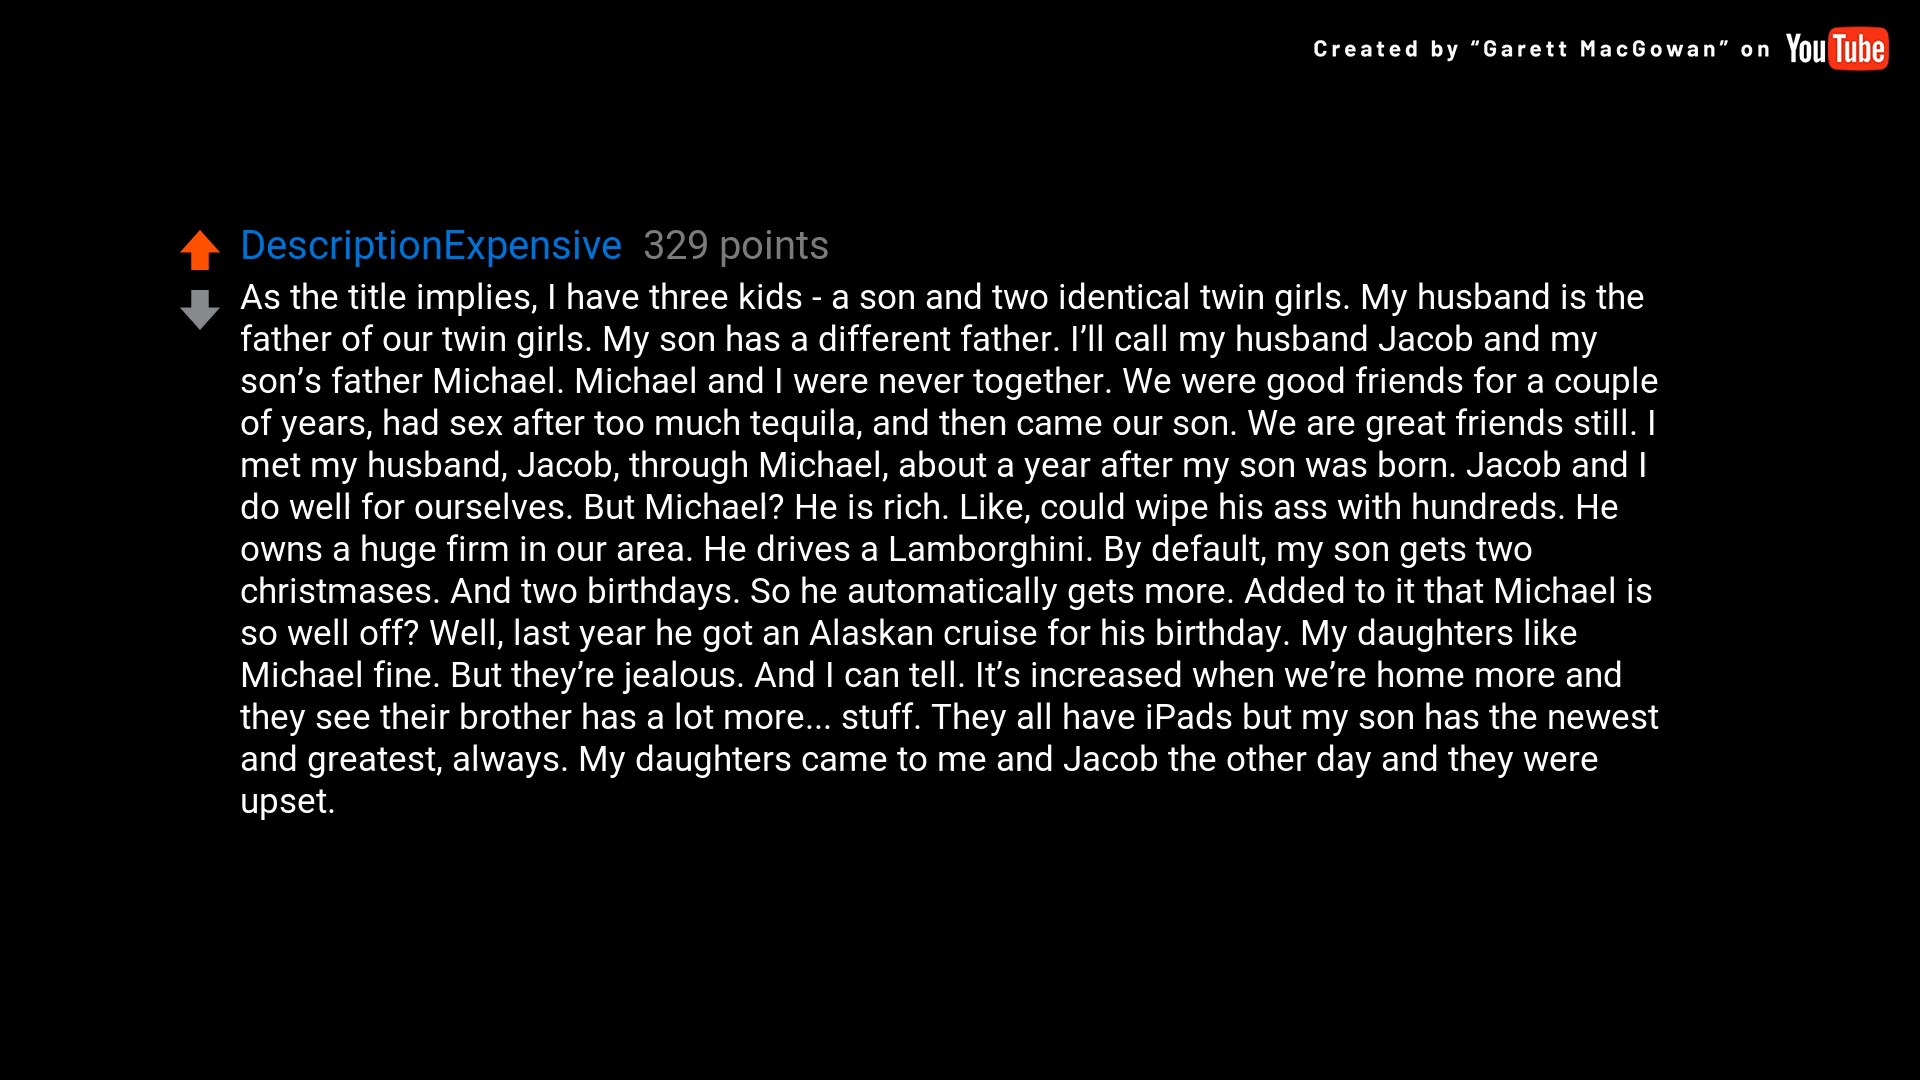 Created by “Garett MacGowan” on YouTube
DescriptionExpensive 329 points
As the title implies, I have three kids - a son and two identical twin girls. My husband is the
father of our twin girls. My son has a different father. I’ll call my husband Jacob and my
son’s father Michael. Michael and I were never together. We were good friends for a couple
of years, had sex after too much tequila, and then came our son. We are great friends still. I
met my husband, Jacob, through Michael, about a year after my son was born. Jacob and I
do well for ourselves. But Michael? He is rich. Like, could wipe his ass with hundreds. He
owns a huge firm in our area. He drives a Lamborghini. By default, my son gets two
christmases. And two birthdays. So he automatically gets more. Added to it that Michael is
so well off? Well, last year he got an Alaskan cruise for his birthday. My daughters like
Michael fine. But they’re jealous. And I can tell. It’s increased when we’re home more and
they see their brother has a lot more... stuff. They all have iPads but my son has the newest
and greatest, always. My daughters came to me and Jacob the other day and they were
upset.